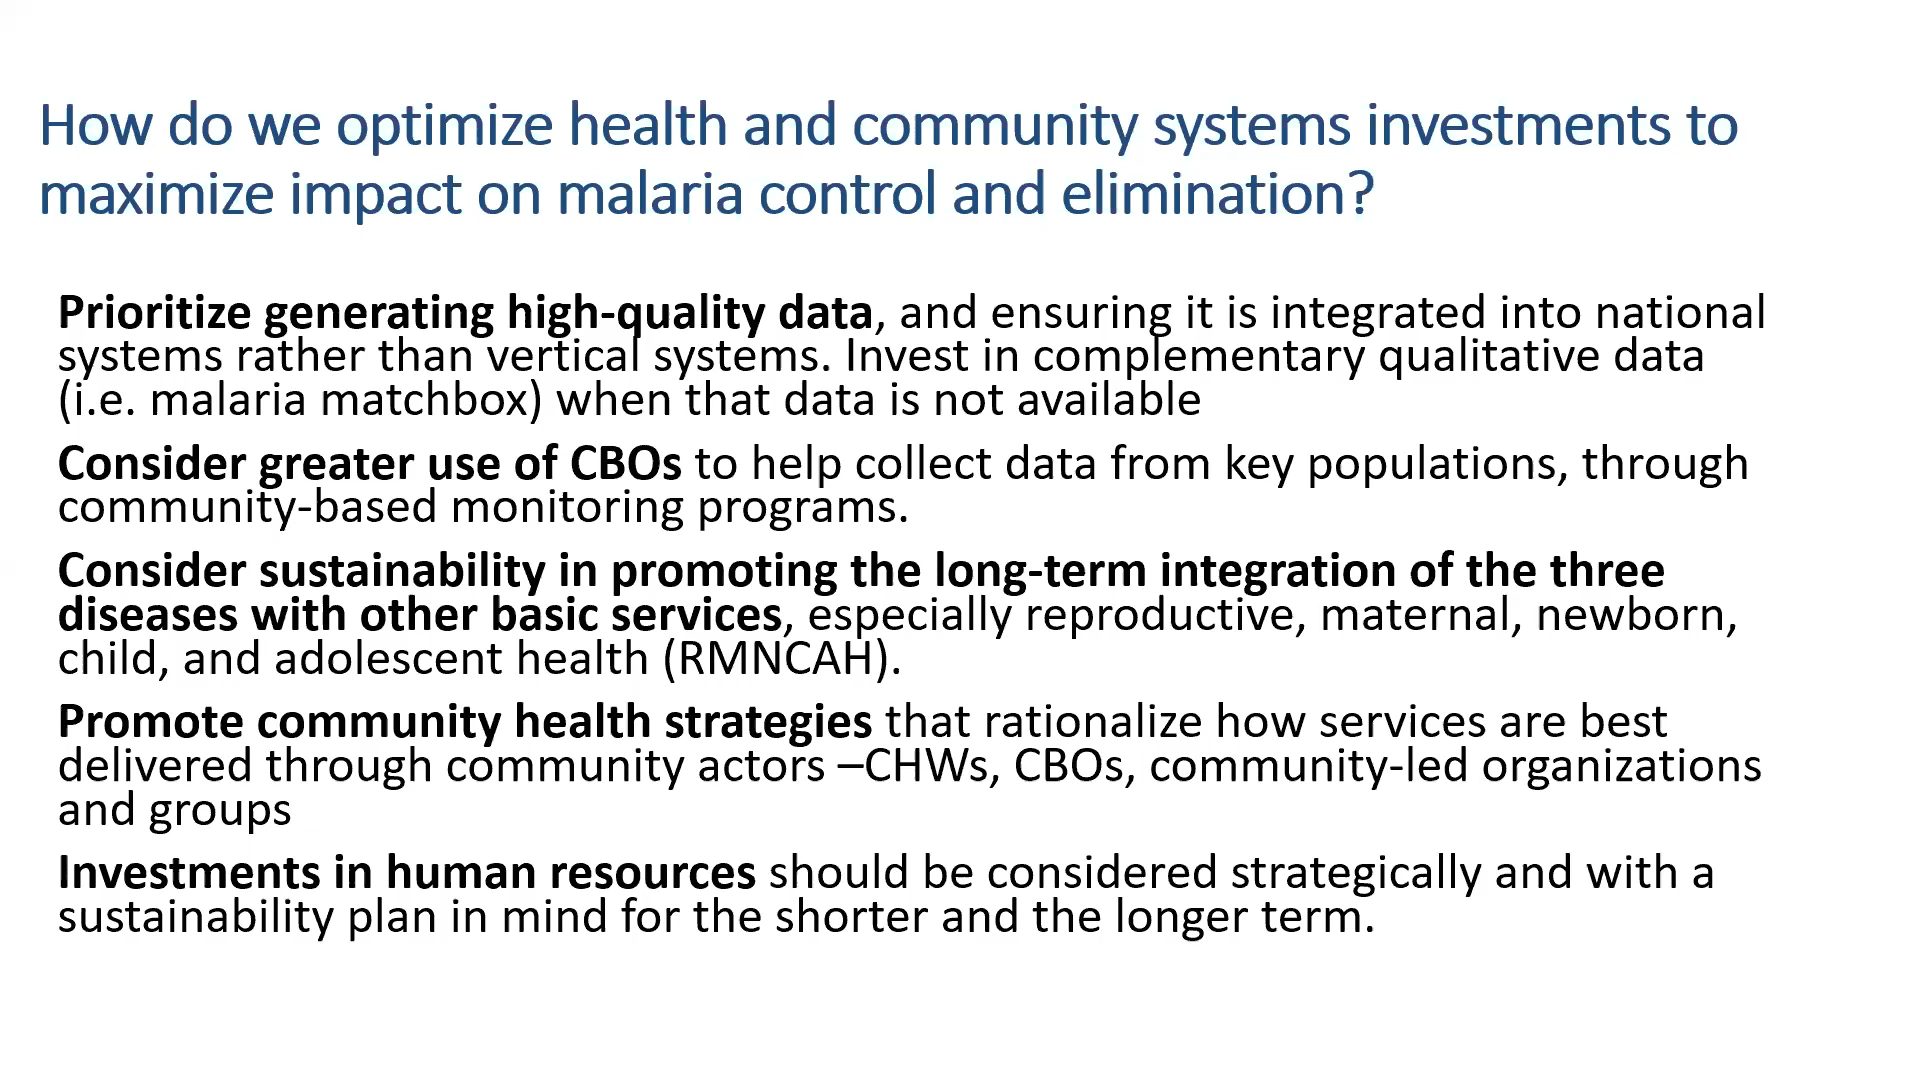 How do we optimize health and community systems investments to
maximize impact on malaria control and elimination?
Prioritize generating high-quality data, and ensuring it is integrated into national
systems rather than vertical systems. Invest in complementary qualitative data
(i.e. malaria matchbox) when that data is not available
Consider greater use of CBOs to help collect data from key populations, through
community-based monitoring programs.
Consider sustainability in promoting the long-term integration of the three
diseases with other basic services, especially reproductive, maternal, newborn,
child, and adolescent health (RMNCAH).
Promote community health strategies that rationalize how services are best
delivered through community actors –CHWs, CBOs, community-led organizations
and groups
Investments in human resources should be considered strategically and with a
sustainability plan in mind for the shorter and the longer term.